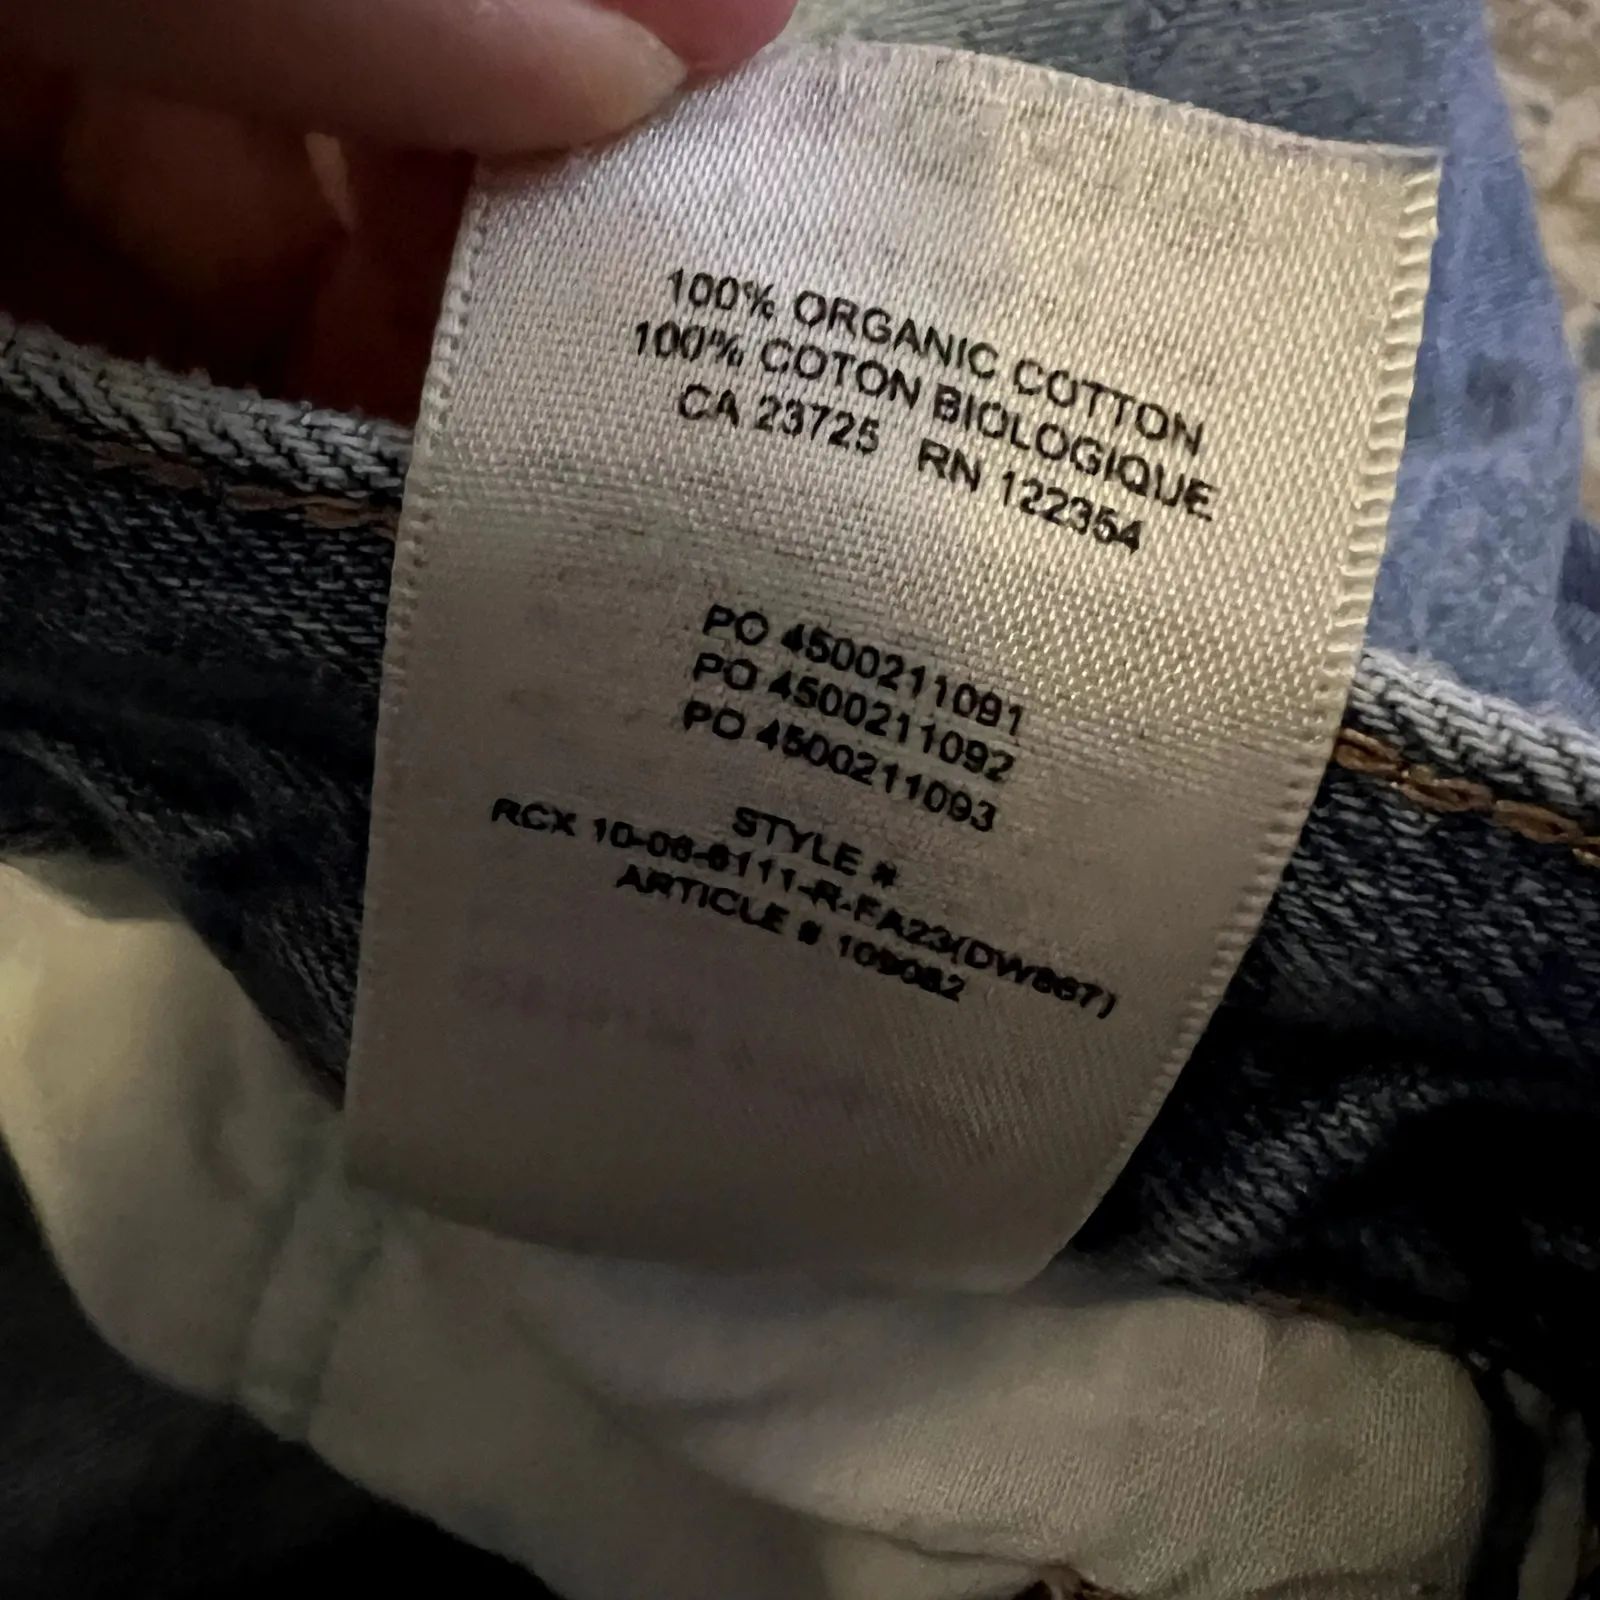 100% ORGANIC COTTON
100% COTON BIOLOGIQUE
CA 23725 RN 122354
PO 4500211091
PO 4500211092
PO 4500211093
STYLE #
RCX 10-06-6111-R-FA23(DW667)
ARTICLE # 109082